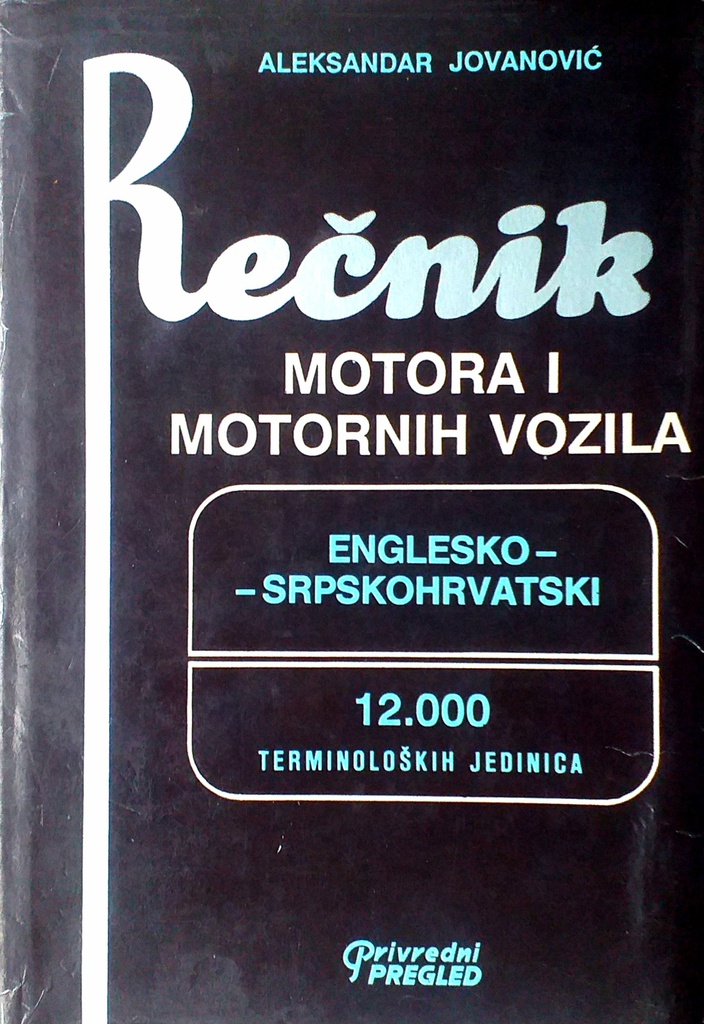 ALEKSANDAR JOVANOVIĆ
Rečnik
MOTORA I
MOTORNIH VOZILA
ENGLESKO–
–SRPSKOHRVATSKI
12.000
TERMINOLOŠKIH JEDINICA
Privredni
PREGLED